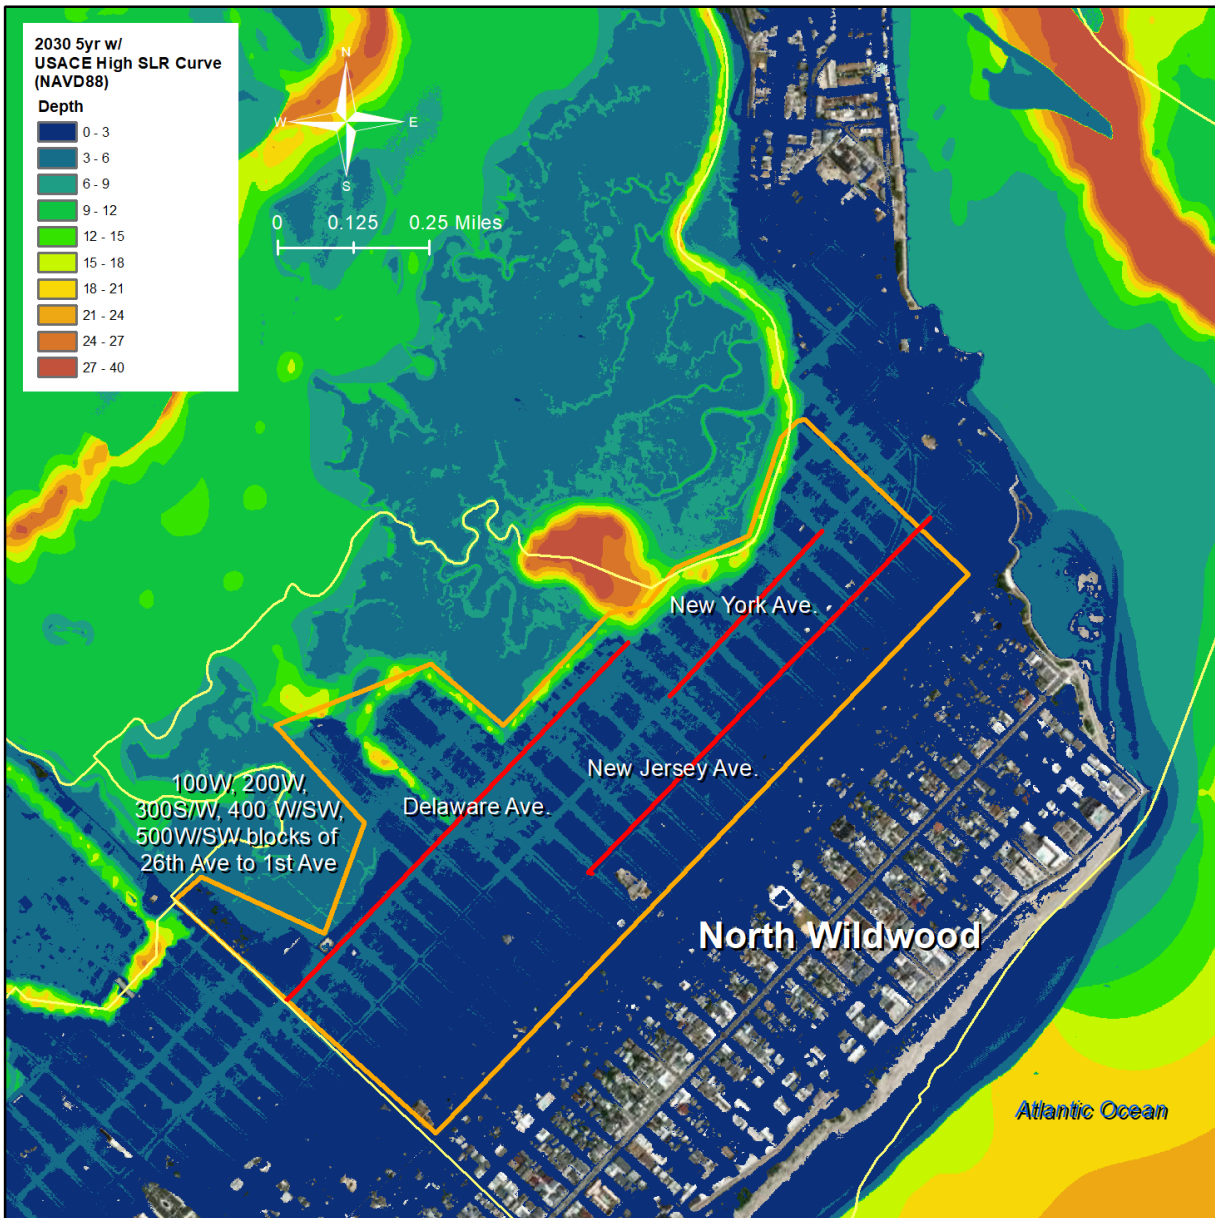 2030 5yr w/
USACE High SLR Curve
(NAVD88)
Depth
0 - 3
3 - 6
6 - 9
9 - 12
12 - 15
15 - 18
18 - 21
21 - 24
24 - 27
27 - 40
N
W E
S
0 0.125 0.25 Miles
New York Ave.
New Jersey Ave.
Delaware Ave.
100W, 200W,
300S/W, 400 W/SW,
500W/SW blocks of
26th Ave to 1st Ave
North Wildwood
Atlantic Ocean